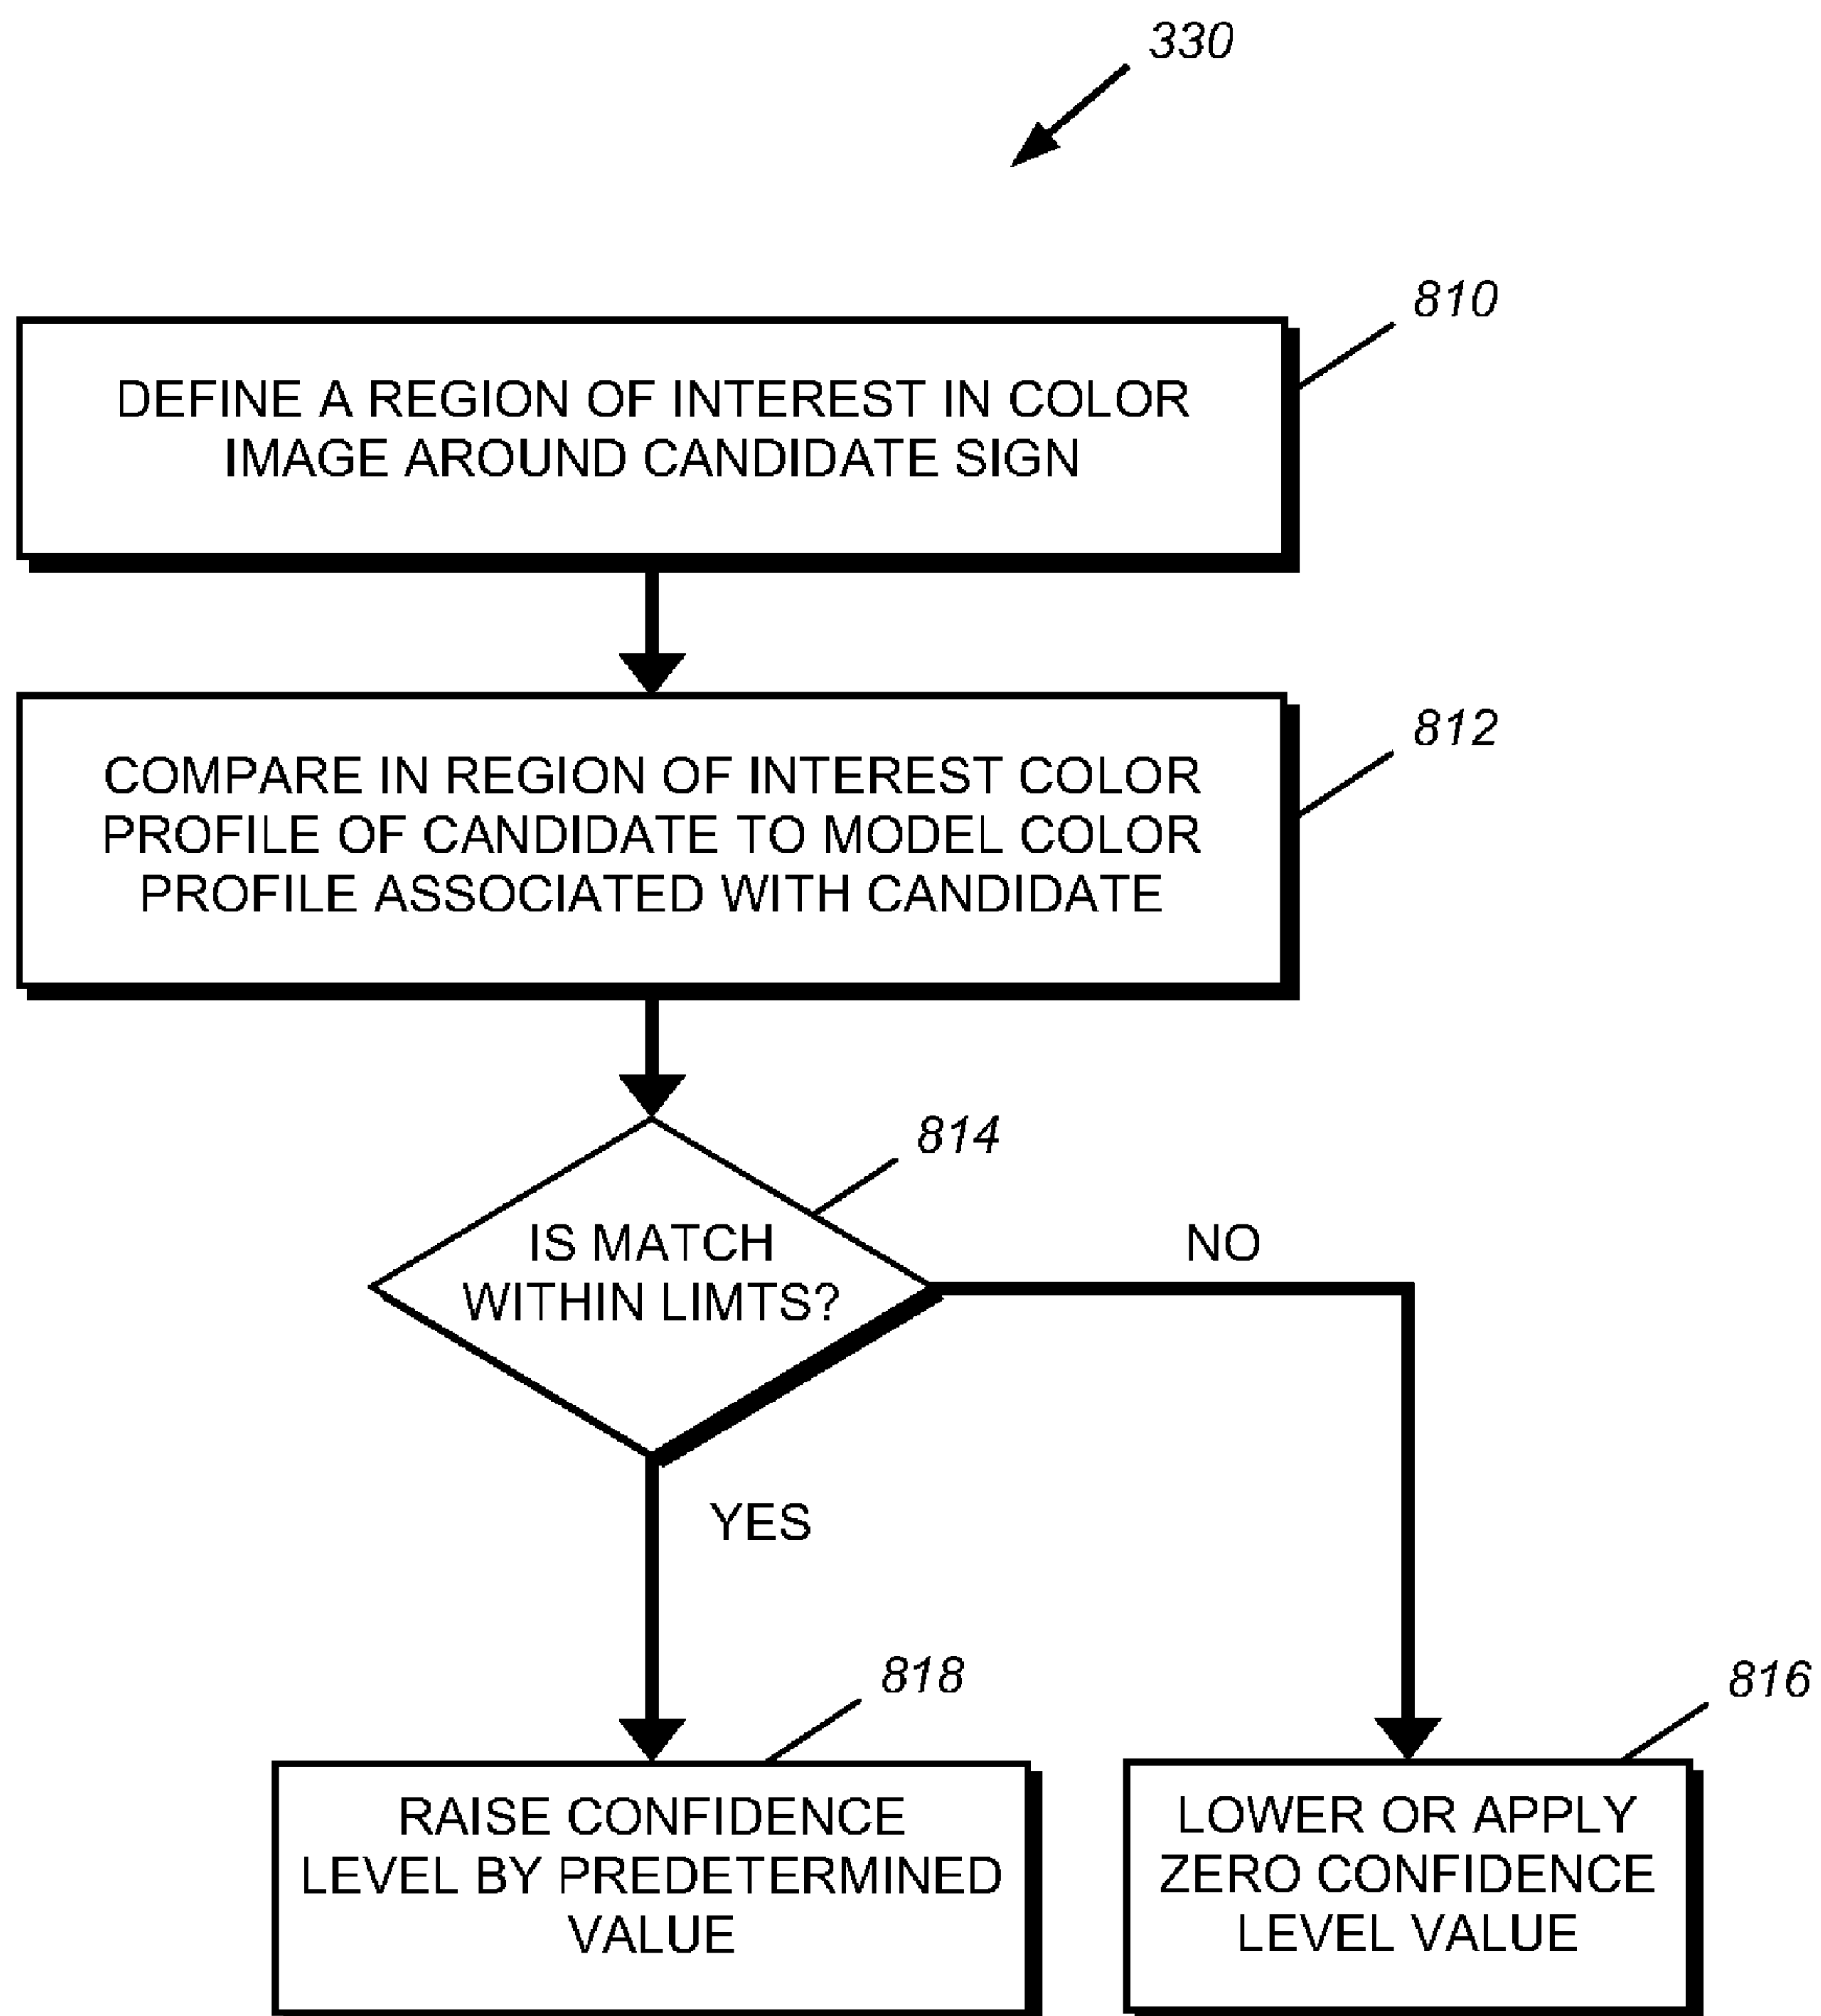 330
810
DEFINE A REGION OF INTEREST IN COLOR
IMAGE AROUND CANDIDATE SIGN
812
COMPARE IN REGION OF INTEREST COLOR
PROFILE OF CANDIDATE TO MODEL COLOR
PROFILE ASSOCIATED WITH CANDIDATE
814
IS MATCH
WITHIN LIMTS?
NO
YES
818
RAISE CONFIDENCE
LEVEL BY PREDETERMINED
VALUE
816
LOWER OR APPLY
ZERO CONFIDENCE
LEVEL VALUE